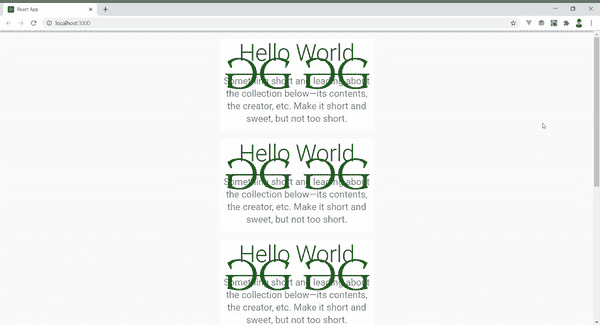 React App
localhost:3000
Hello World
Something short and leading about
the collection below—its contents,
the creator, etc. Make it short and
sweet, but not too short.
Hello World
Something short and leading about
the collection below—its contents,
the creator, etc. Make it short and
sweet, but not too short.
Hello World
Something short and leading about
the collection below—its contents,
the creator, etc. Make it short and
sweet, but not too short.